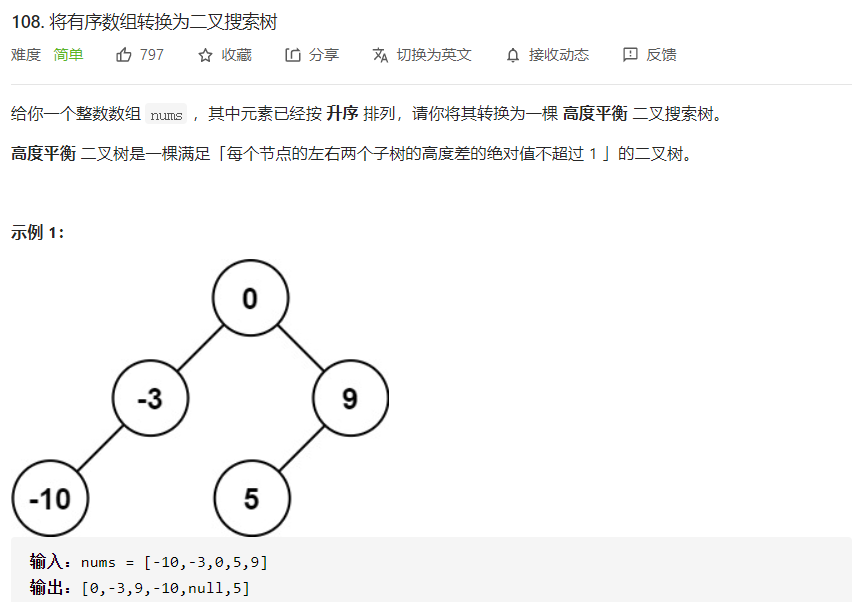 108. 将有序数组转换为二叉搜索树
难度 简单 797 收藏 分享 切换为英文 接收动态 反馈
给你一个整数数组 nums ，其中元素已经按 升序 排列，请你将其转换为一棵 高度平衡 二叉搜索树。
高度平衡 二叉树是一棵满足「每个节点的左右两个子树的高度差的绝对值不超过 1 」的二叉树。
示例 1：
0
-3 9
-10 5
输入：nums = [-10,-3,0,5,9]
输出：[0,-3,9,-10,null,5]